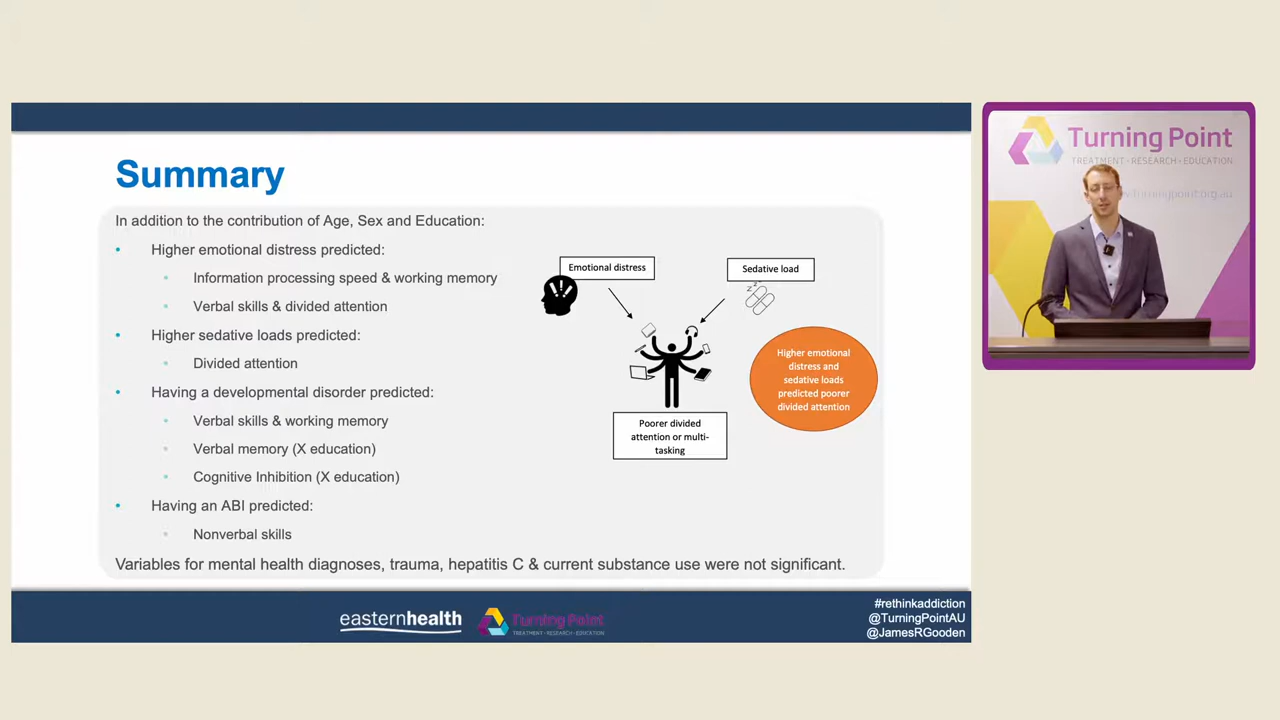 Summary
In addition to the contribution of Age, Sex and Education:
• Higher emotional distress predicted:
• Information processing speed & working memory
• Verbal skills & divided attention
• Higher sedative loads predicted:
• Divided attention
• Having a developmental disorder predicted:
• Verbal skills & working memory
• Verbal memory (X education)
• Cognitive Inhibition (X education)
• Having an ABI predicted:
• Nonverbal skills
Variables for mental health diagnoses, trauma, hepatitis C & current substance use were not significant.
Emotional distress
!!
Sedative load
zzz
Poorer divided
attention or multi-
tasking
Higher emotional
distress and
sedative loads
predicted poorer
divided attention
easternhealth
Turning Point
TREATMENT • RESEARCH • EDUCATION
#rethinkaddiction
@TurningPointAU
@JamesRGooden
Turning Point
TREATMENT • RESEARCH • EDUCATION
www.turningpoint.org.au